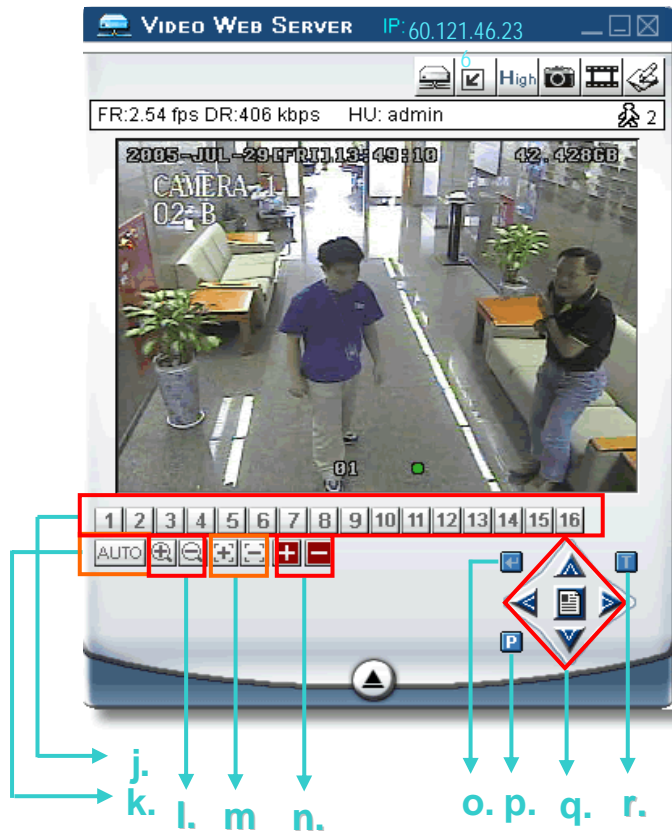 VIDEO WEB SERVER IP: 60.121.46.236
High
FR:2.54 fps DR:406 kbps HU: admin 2
2005-JUL-29[FRI]13:49:10 42.428GB
CAMERA 1
02 B
01
1 2 3 4 5 6 7 8 9 10 11 12 13 14 15 16
AUTO
T
P
j.
k. l. m n. o. p. q. r.